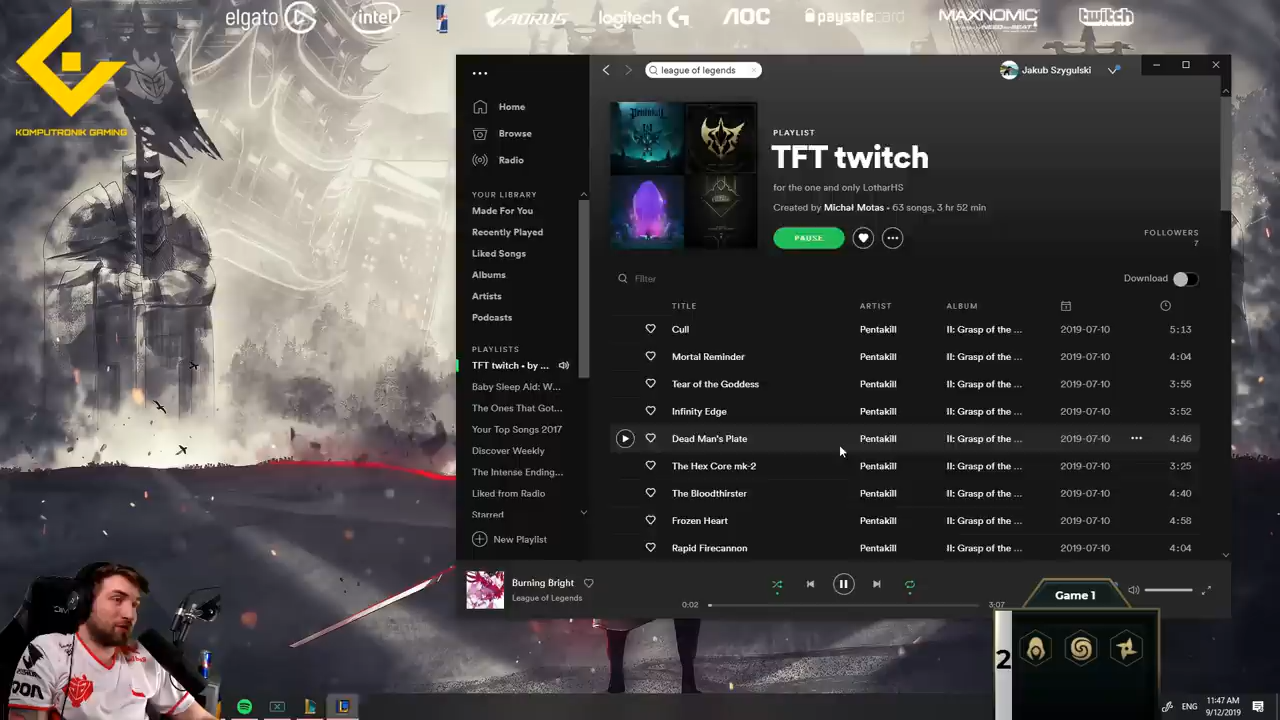 elgato intel AORUS logitech G AOC paysafecard MAXNOMIC twitch
NEED for SEAT
KOMPUTRONIK GAMING
league of legends
Jakub Szygulski
Home
Browse
Radio
YOUR LIBRARY
Made For You
Recently Played
Liked Songs
Albums
Artists
Podcasts
PLAYLISTS
TFT twitch • by ...
Baby Sleep Aid: W...
The Ones That Got...
Your Top Songs 2017
Discover Weekly
The Intense Ending...
Liked from Radio
Starred
New Playlist
PLAYLIST
TFT twitch
for the one and only LotharHS
Created by Michał Motas • 63 songs, 3 hr 52 min
PAUSE
FOLLOWERS
7
Filter
Download
TITLE ARTIST ALBUM
Cull Pentakill II: Grasp of the ... 2019-07-10 5:13
Mortal Reminder Pentakill II: Grasp of the ... 2019-07-10 4:04
Tear of the Goddess Pentakill II: Grasp of the ... 2019-07-10 3:55
Infinity Edge Pentakill II: Grasp of the ... 2019-07-10 3:52
Dead Man's Plate Pentakill II: Grasp of the ... 2019-07-10 4:46
The Hex Core mk-2 Pentakill II: Grasp of the ... 2019-07-10 3:25
The Bloodthirster Pentakill II: Grasp of the ... 2019-07-10 4:40
Frozen Heart Pentakill II: Grasp of the ... 2019-07-10 4:58
Rapid Firecannon Pentakill II: Grasp of the ... 2019-07-10 4:04
Burning Bright
League of Legends
0:02 3:07
Game 1
2
ENG
11:47 AM
9/12/2019